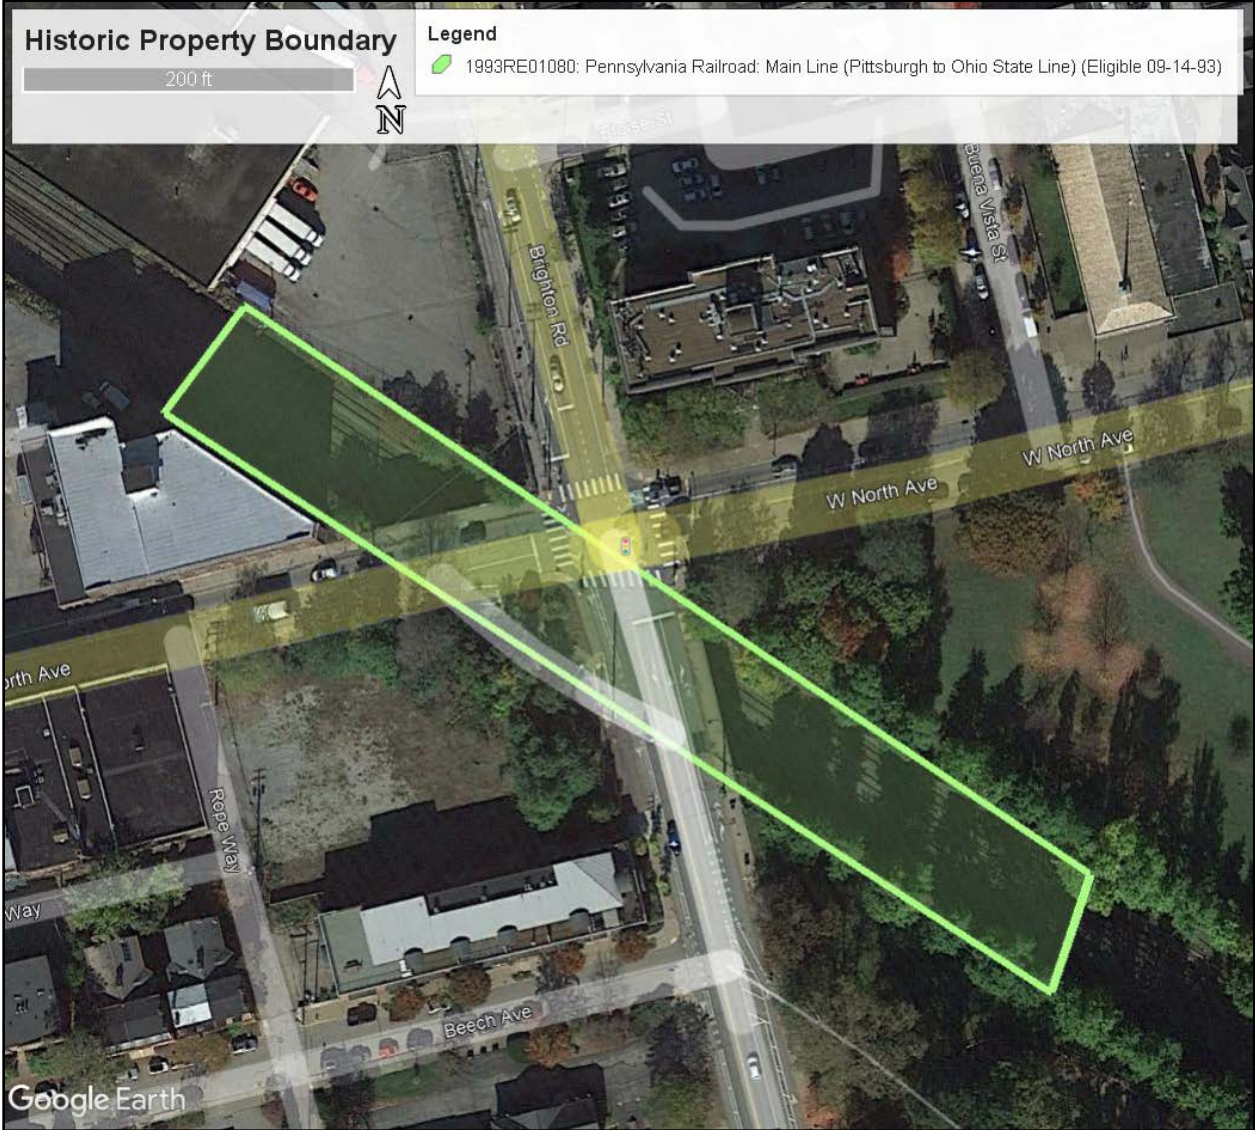 Historic Property Boundary
200 ft
N
Legend
1993RE01080: Pennsylvania Railroad: Main Line (Pittsburgh to Ohio State Line) (Eligible 09-14-93)
Buena Vista St
Brighton Rd
W North Ave
W North Ave
orth Ave
Rope Way
Way
Beech Ave
Google Earth